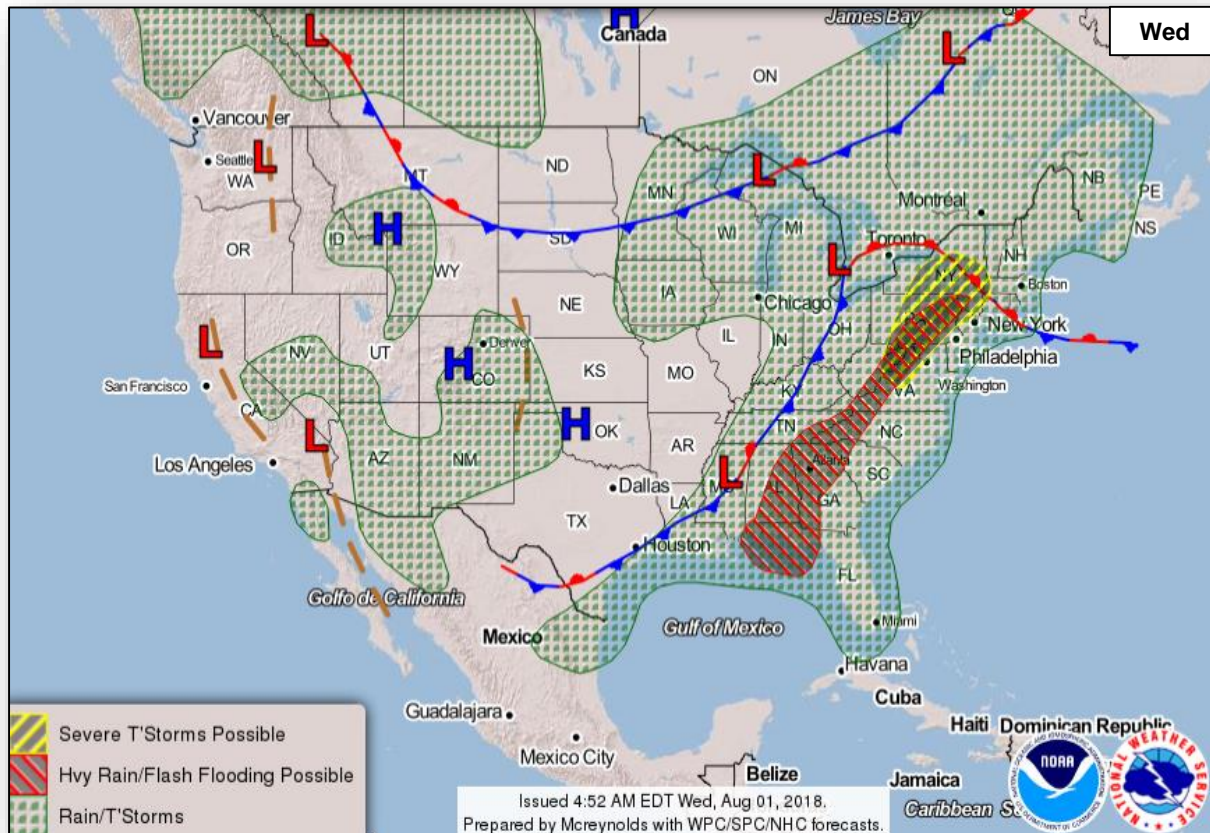 James Bay
Wed
H
Canada
L
L
ON
Vancouver
Seattle
L
WA
MT
ND
MN
L
NB
PE
Montréal
NS
OR
ID
H
WY
SD
WI
MI
L
Toronto
NH
NY
Boston
IA
Chicago
NE
L
NV
UT
Denver
H
CO
IL
IN
OH
PA
New York
Philadelphia
San Francisco
KS
MO
KY
VA
Washington
CA
L
H
OK
TN
NC
Los Angeles
AZ
NM
AR
Atlanta
SC
L
MS
AL
GA
Dallas
LA
TX
Houston
FL
Golfo de California
Mexico
Gulf of Mexico
Miami
Havana
Cuba
Guadalajara
Haiti
Dominican Republic
Mexico City
Belize
Jamaica
Caribbean S
Severe T'Storms Possible
Hvy Rain/Flash Flooding Possible
Rain/T'Storms
Issued 4:52 AM EDT Wed, Aug 01, 2018.
Prepared by Mcreynolds with WPC/SPC/NHC forecasts.
NOAA
NATIONAL WEATHER SERVICE